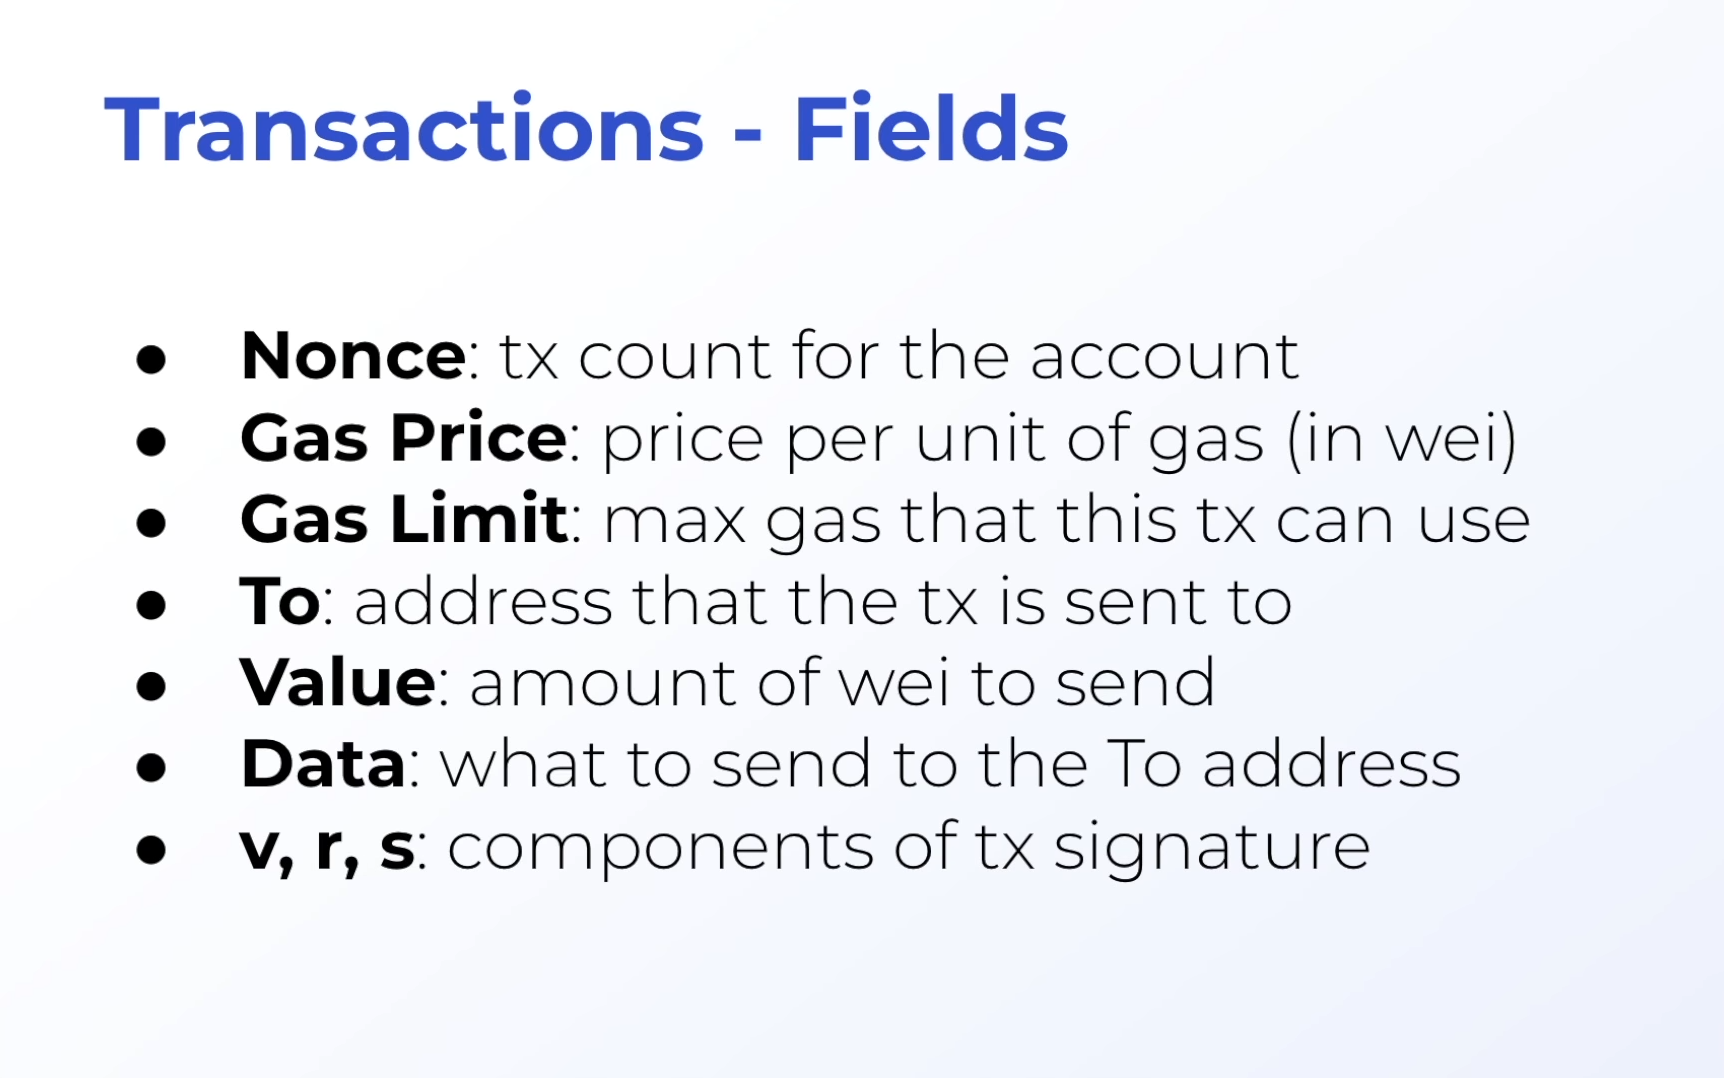 Transactions - Fields
● Nonce: tx count for the account
● Gas Price: price per unit of gas (in wei)
● Gas Limit: max gas that this tx can use
● To: address that the tx is sent to
● Value: amount of wei to send
● Data: what to send to the To address
● v, r, s: components of tx signature